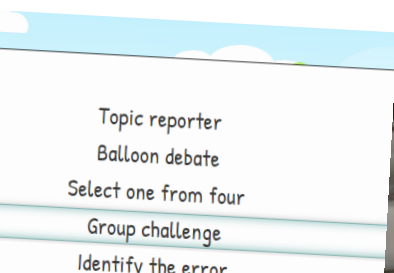 Topic reporter
Balloon debate
Select one from four
Group challenge
Identify the error